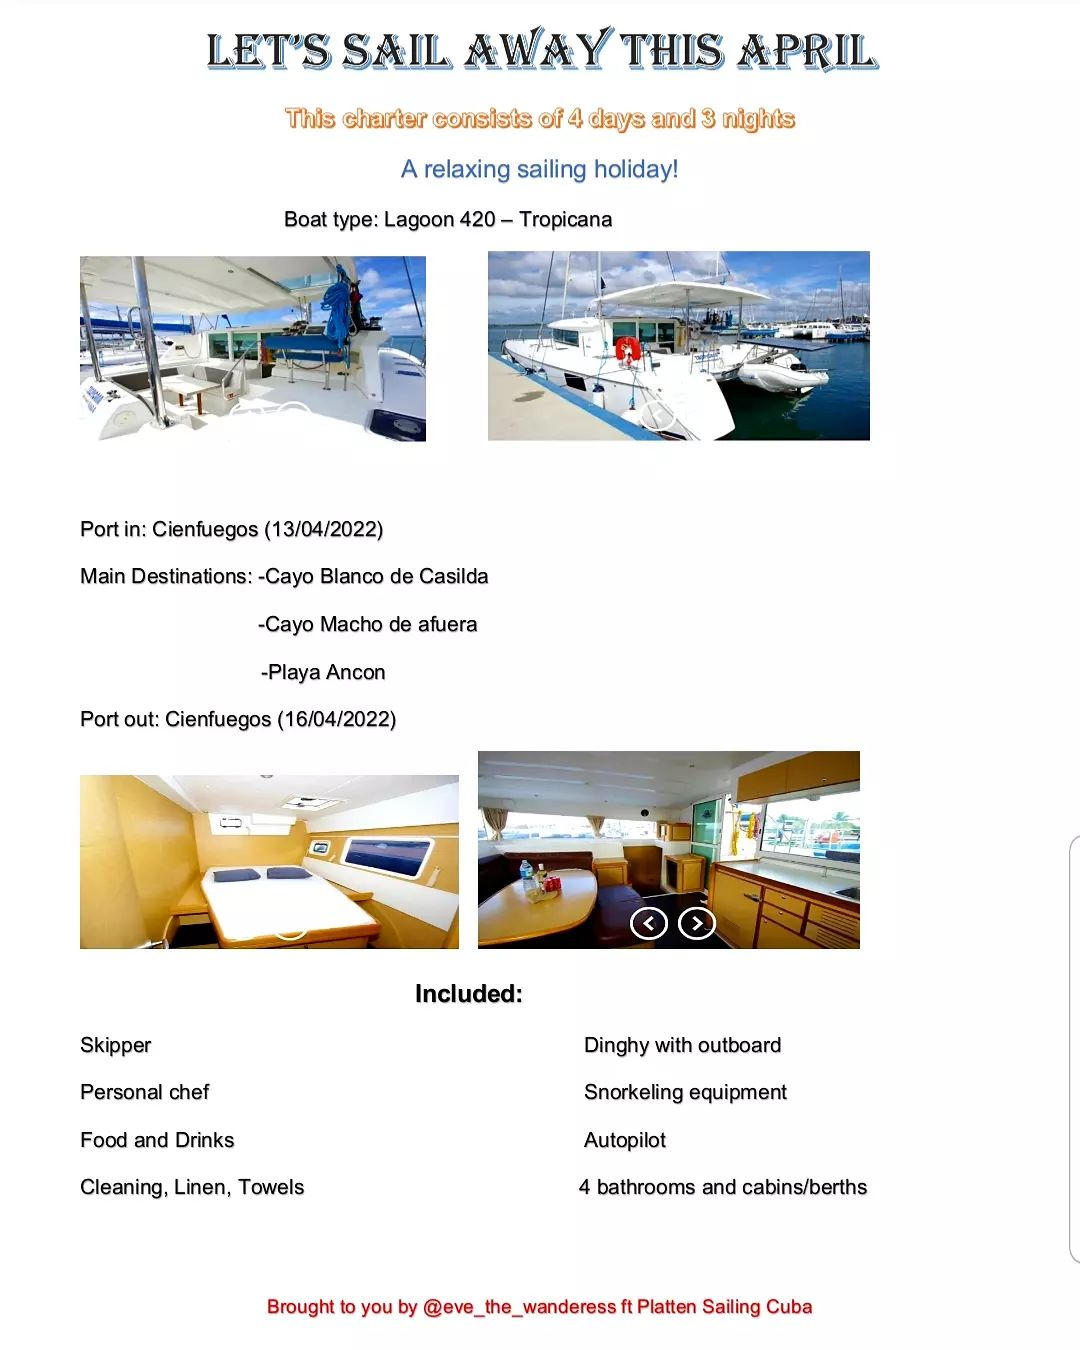 LET'S SAIL AWAY THIS APRIL
This charter consists of 4 days and 3 nights
A relaxing sailing holiday!
Boat type: Lagoon 420 – Tropicana
Port in: Cienfuegos (13/04/2022)
Main Destinations: -Cayo Blanco de Casilda
-Cayo Macho de afuera
-Playa Ancon
Port out: Cienfuegos (16/04/2022)
Included:
Skipper
Dinghy with outboard
Personal chef
Snorkeling equipment
Food and Drinks
Autopilot
Cleaning, Linen, Towels
4 bathrooms and cabins/berths
Brought to you by @eve_the_wanderess ft Platten Sailing Cuba